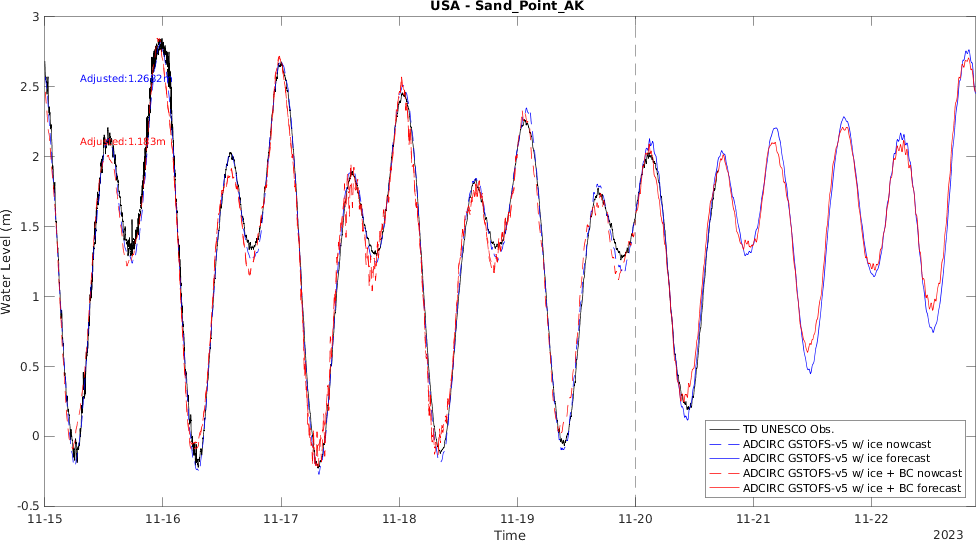 USA - Sand_Point_AK
Water Level (m)
3
2.5
2
1.5
1
0.5
0
-0.5
Adjusted:1.2632m
Adjusted:1.183m
TD UNESCO Obs.
ADCIRC GSTOFS-v5 w/ ice nowcast
ADCIRC GSTOFS-v5 w/ ice forecast
ADCIRC GSTOFS-v5 w/ ice + BC nowcast
ADCIRC GSTOFS-v5 w/ ice + BC forecast
11-15 11-16 11-17 11-18 11-19 11-20 11-21 11-22
Time
2023